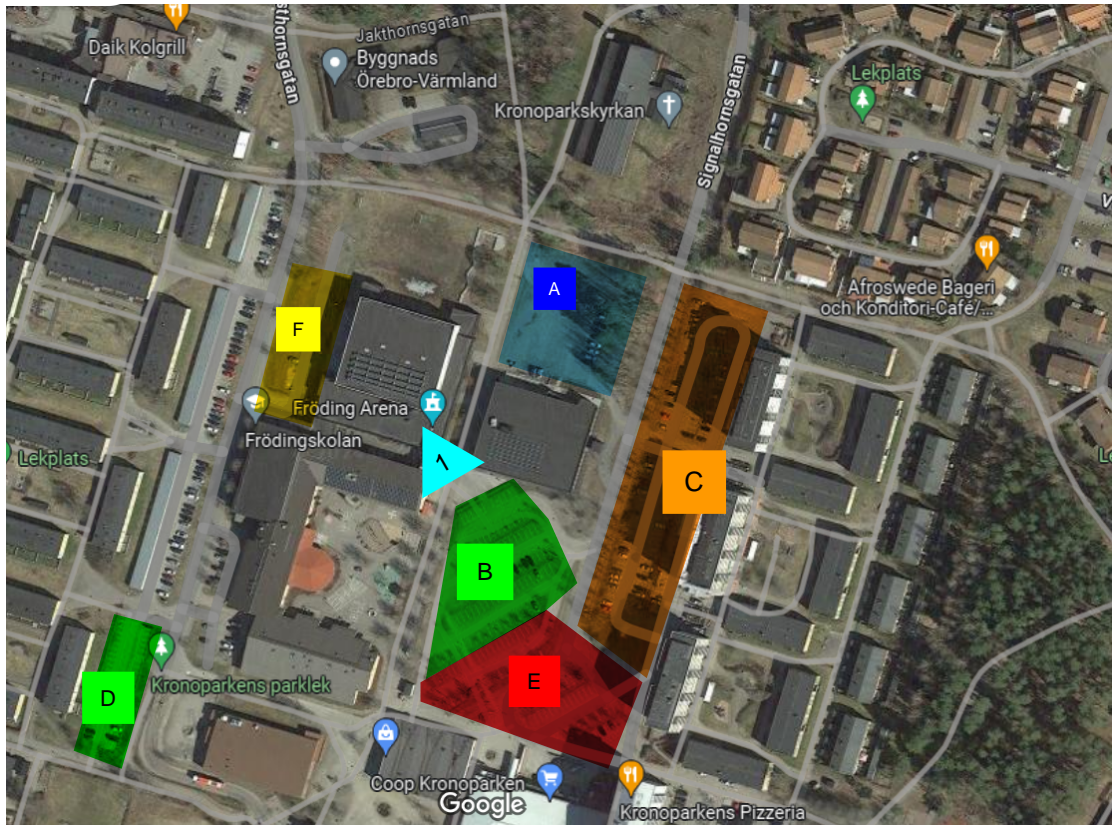 Daik Kolgrill
Jakthornsgatan
Byggnads
Örebro-Värmland
Kronoparkskyrkan
Signalhornsgatan
Lekplats
Afroswede Bageri
och Konditori-Café/...
A
F
Fröding Arena
Frödingskolan
Lekplats
1
C
B
D
E
Kronoparkens parklek
Coop Kronoparken
Google
Kronoparkens Pizzeria